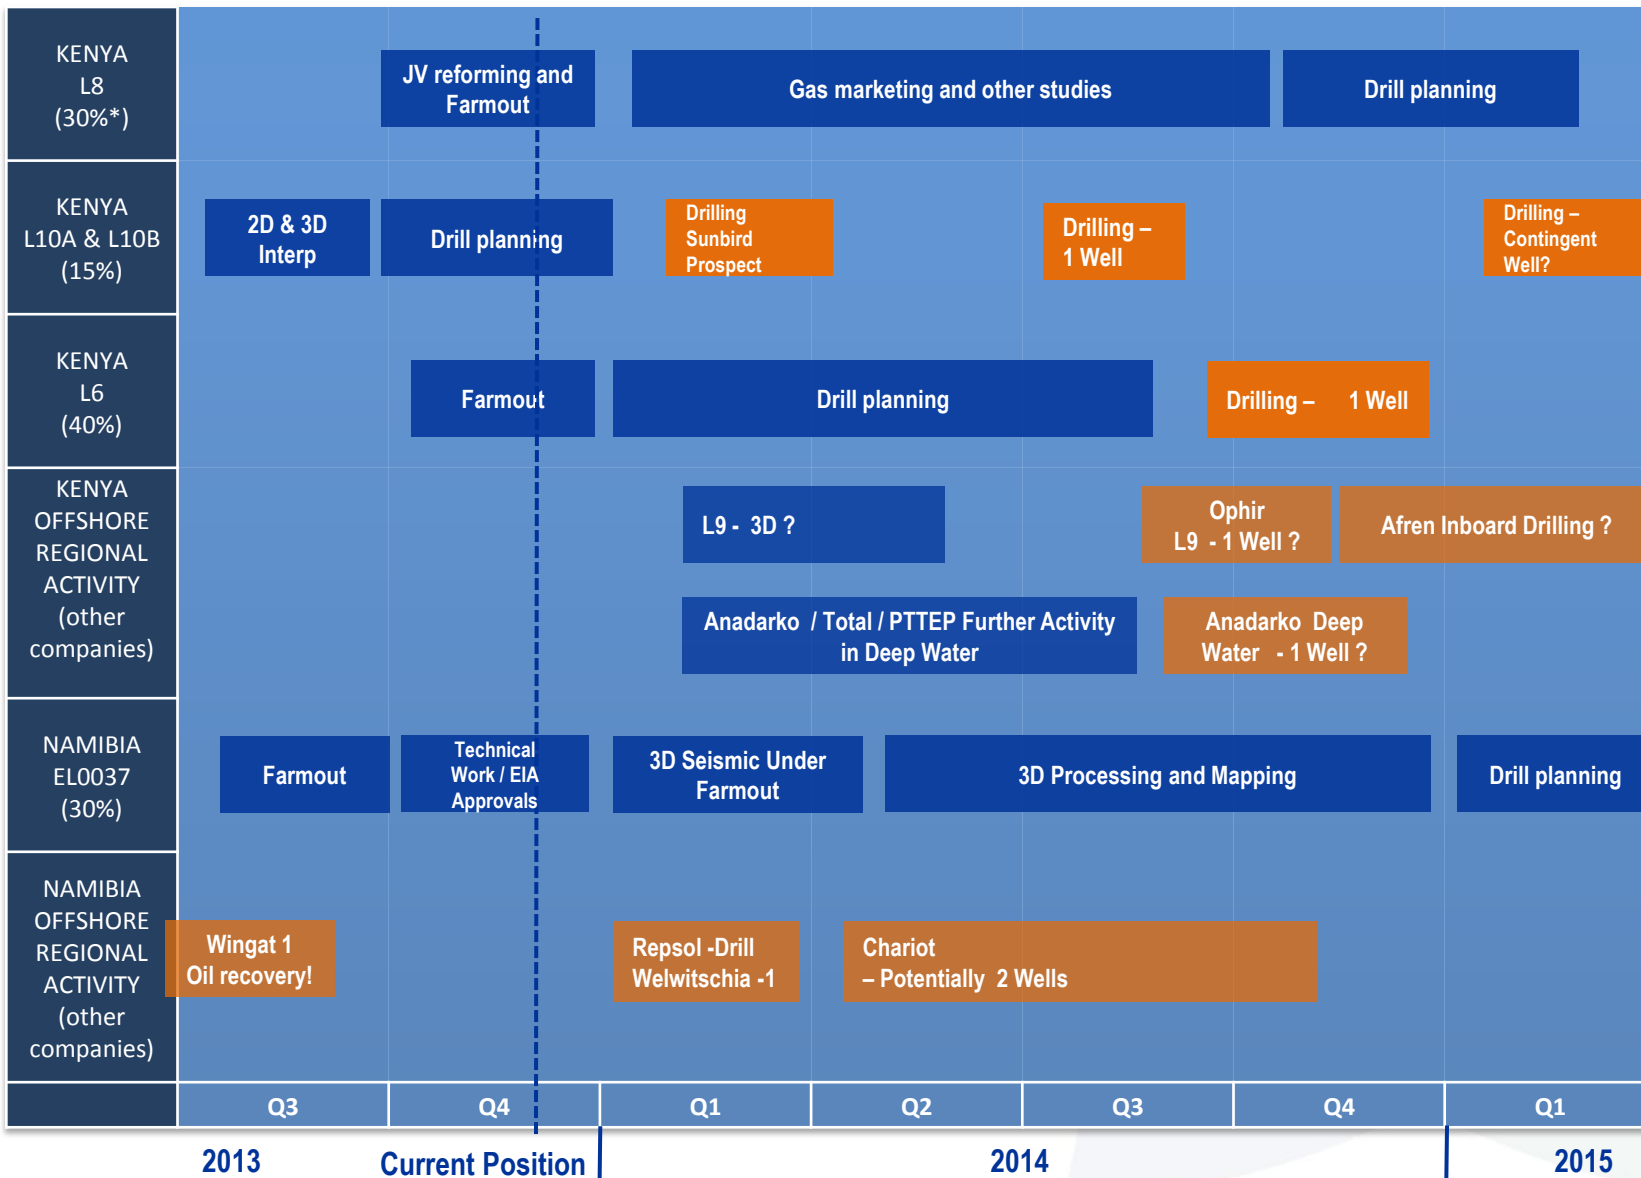 KENYA
L8
(30%*)
JV reforming and
Farmout
Gas marketing and other studies
Drill planning
KENYA
L10A & L10B
(15%)
2D & 3D
Interp
Drill planning
Drilling
Sunbird
Prospect
Drilling –
1 Well
Drilling –
Contingent
Well?
KENYA
L6
(40%)
Farmout
Drill planning
Drilling – 1 Well
KENYA
OFFSHORE
REGIONAL
ACTIVITY
(other
companies)
L9 - 3D ?
Ophir
L9 - 1 Well ?
Afren Inboard Drilling ?
Anadarko / Total / PTTEP Further Activity
in Deep Water
Anadarko Deep
Water - 1 Well ?
NAMIBIA
EL0037
(30%)
Farmout
Technical
Work / EIA
Approvals
3D Seismic Under
Farmout
3D Processing and Mapping
Drill planning
NAMIBIA
OFFSHORE
REGIONAL
ACTIVITY
(other
companies)
Wingat 1
Oil recovery!
Repsol -Drill
Welwitschia -1
Chariot
– Potentially 2 Wells
Q3 Q4 Q1 Q2 Q3 Q4 Q1
2013 Current Position 2014 2015